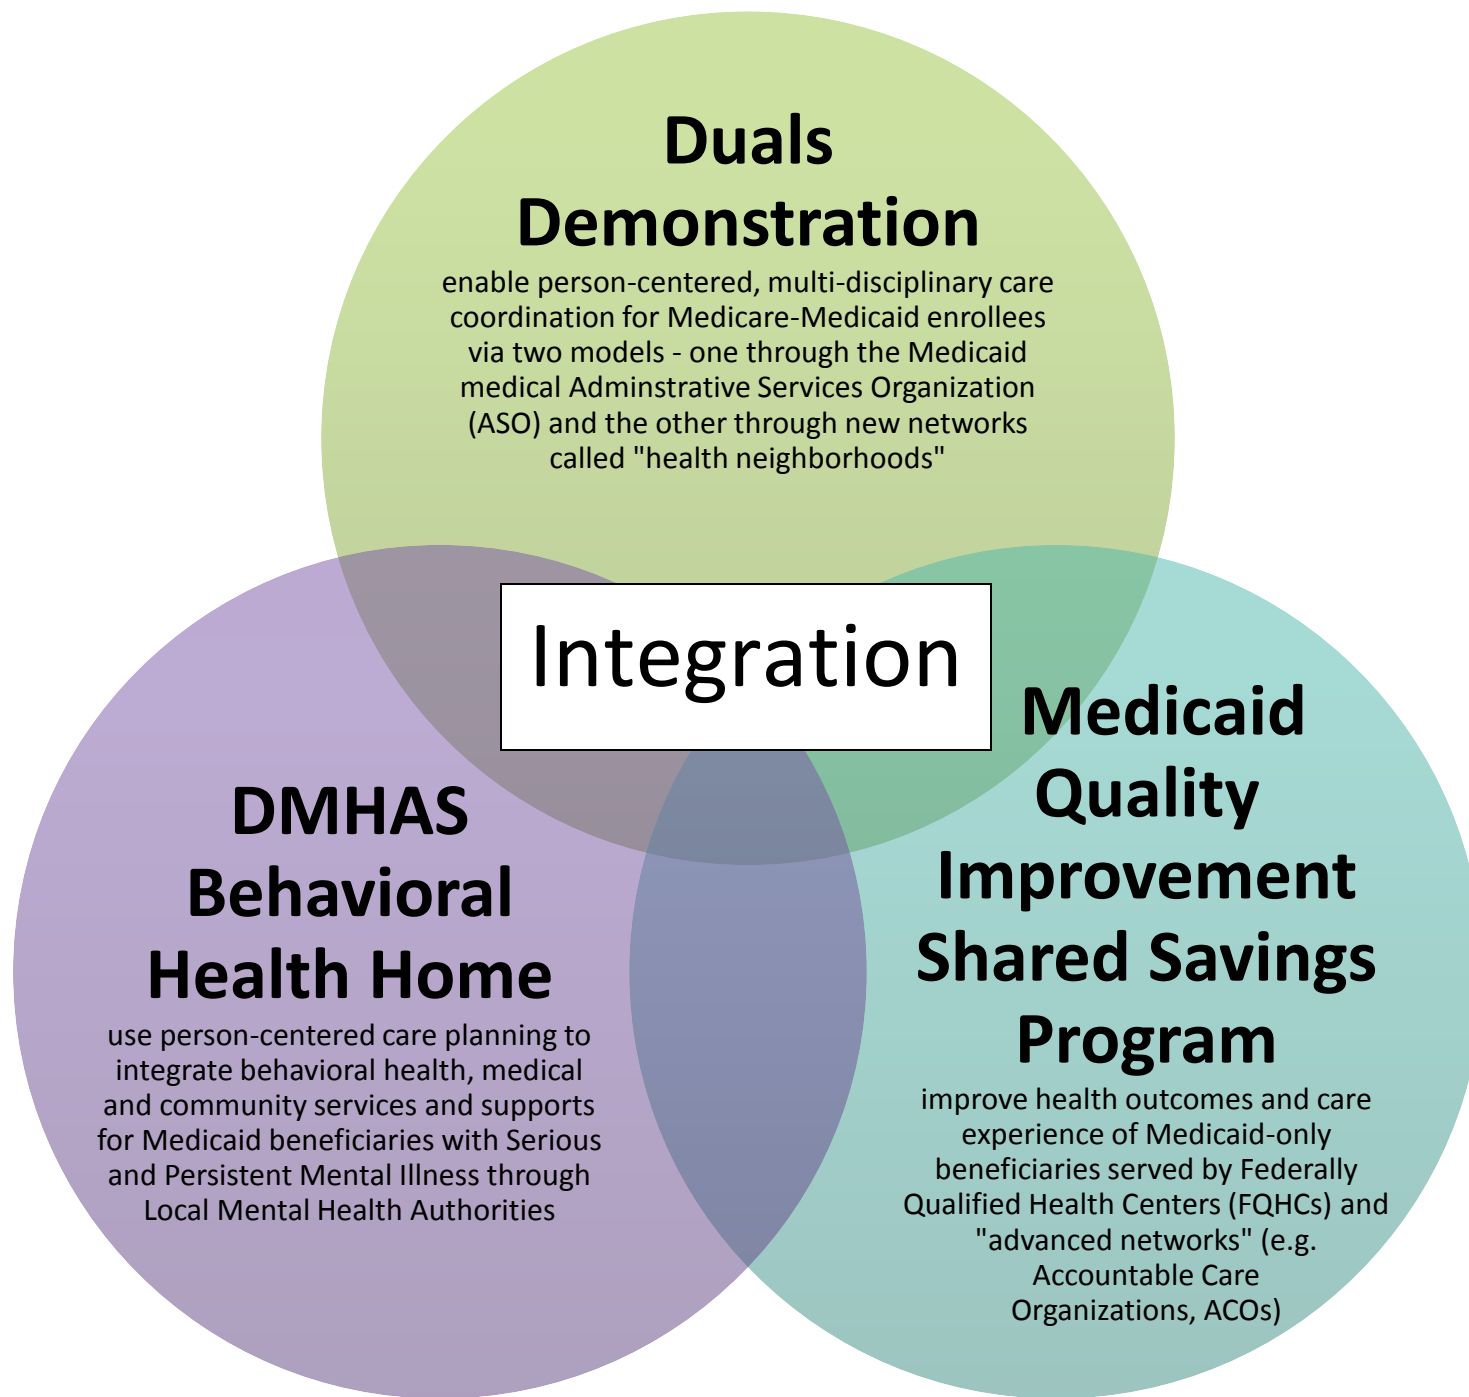 Duals
Demonstration
enable person-centered, multi-disciplinary care
coordination for Medicare-Medicaid enrollees
via two models - one through the Medicaid
medical Adminstrative Services Organization
(ASO) and the other through new networks
called "health neighborhoods"
Integration
DMHAS
Behavioral
Health Home
use person-centered care planning to
integrate behavioral health, medical
and community services and supports
for Medicaid beneficiaries with Serious
and Persistent Mental Illness through
Local Mental Health Authorities
Medicaid
Quality
Improvement
Shared Savings
Program
improve health outcomes and care
experience of Medicaid-only
beneficiaries served by Federally
Qualified Health Centers (FQHCs) and
"advanced networks" (e.g.
Accountable Care
Organizations, ACOs)